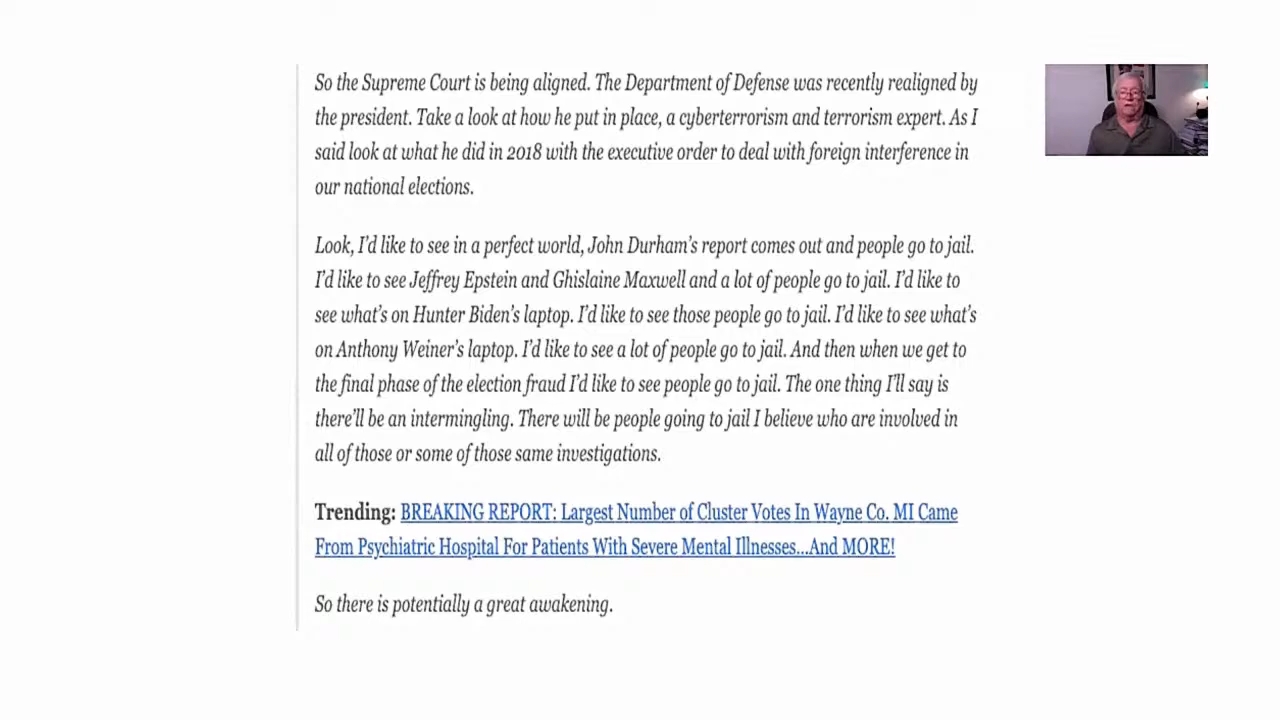 So the Supreme Court is being aligned. The Department of Defense was recently realigned by
the president. Take a look at how he put in place, a cyberterrorism and terrorism expert. As I
said look at what he did in 2018 with the executive order to deal with foreign interference in
our national elections.
Look, I'd like to see in a perfect world, John Durham's report comes out and people go to jail.
I'd like to see Jeffrey Epstein and Ghislaine Maxwell and a lot of people go to jail. I'd like to
see what's on Hunter Biden's laptop. I'd like to see those people go to jail. I'd like to see what's
on Anthony Weiner's laptop. I'd like to see a lot of people go to jail. And then when we get to
the final phase of the election fraud I'd like to see people go to jail. The one thing I'll say is
there'll be an intermingling. There will be people going to jail I believe who are involved in
all of those or some of those same investigations.
Trending: BREAKING REPORT: Largest Number of Cluster Votes In Wayne Co. MI Came
From Psychiatric Hospital For Patients With Severe Mental Illnesses...And MORE!
So there is potentially a great awakening.